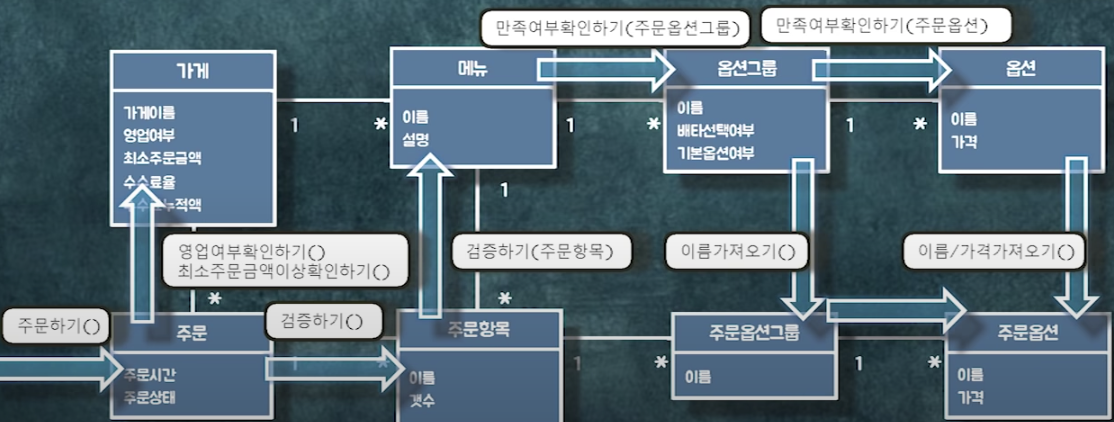 만족여부확인하기(주문옵션그룹)
만족여부확인하기(주문옵션)
가게
가게이름
영업여부
최소주문금액
수수료율
1
*
메뉴
이름
설명
1
*
옵션그룹
이름
배타선택여부
기본옵션여부
1
*
옵션
이름
가격
1
영업여부확인하기()
최소주문금액이상확인하기()
검증하기(주문항목)
이름가져오기()
이름/가격가져오기()
*
*
주문하기()
검증하기()
주문
주문시간
주문상태
1
*
주문항목
이름
갯수
1
*
주문옵션그룹
이름
1
*
주문옵션
이름
가격